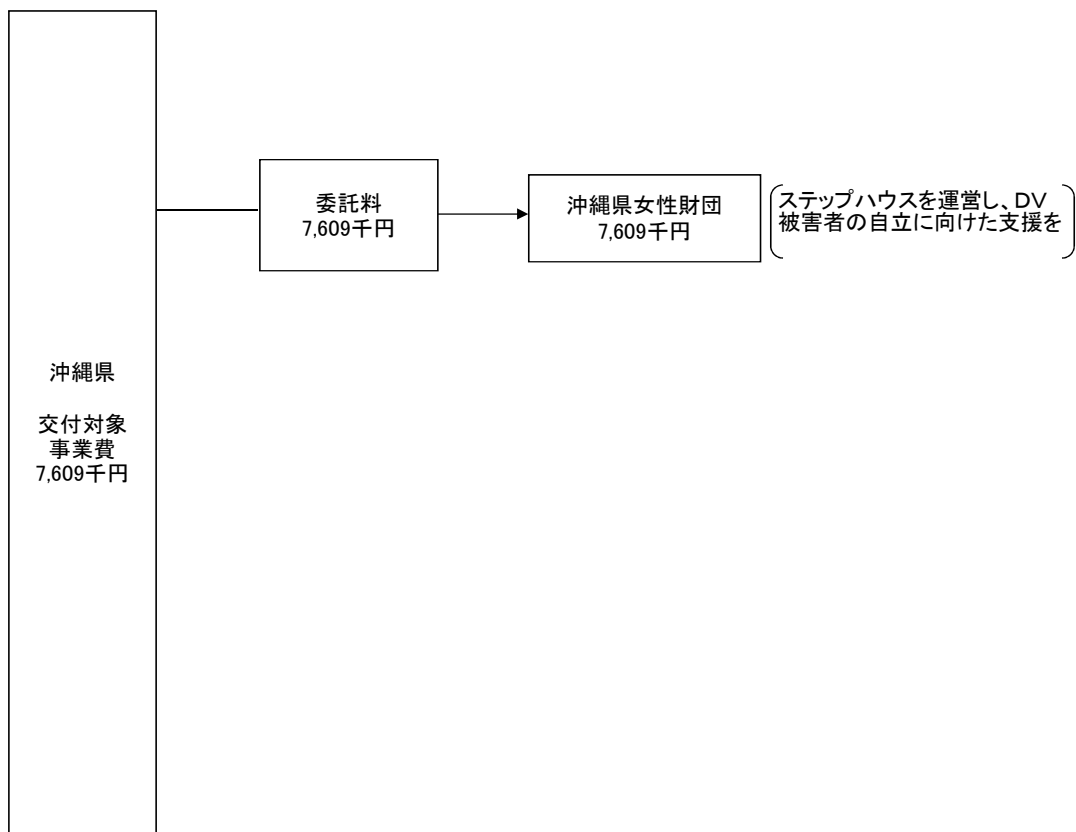 沖縄県
交付対象
事業費
7,609千円
委託料
7,609千円
沖縄県女性財団
7,609千円
ステップハウスを運営し、DV
被害者の自立に向けた支援を